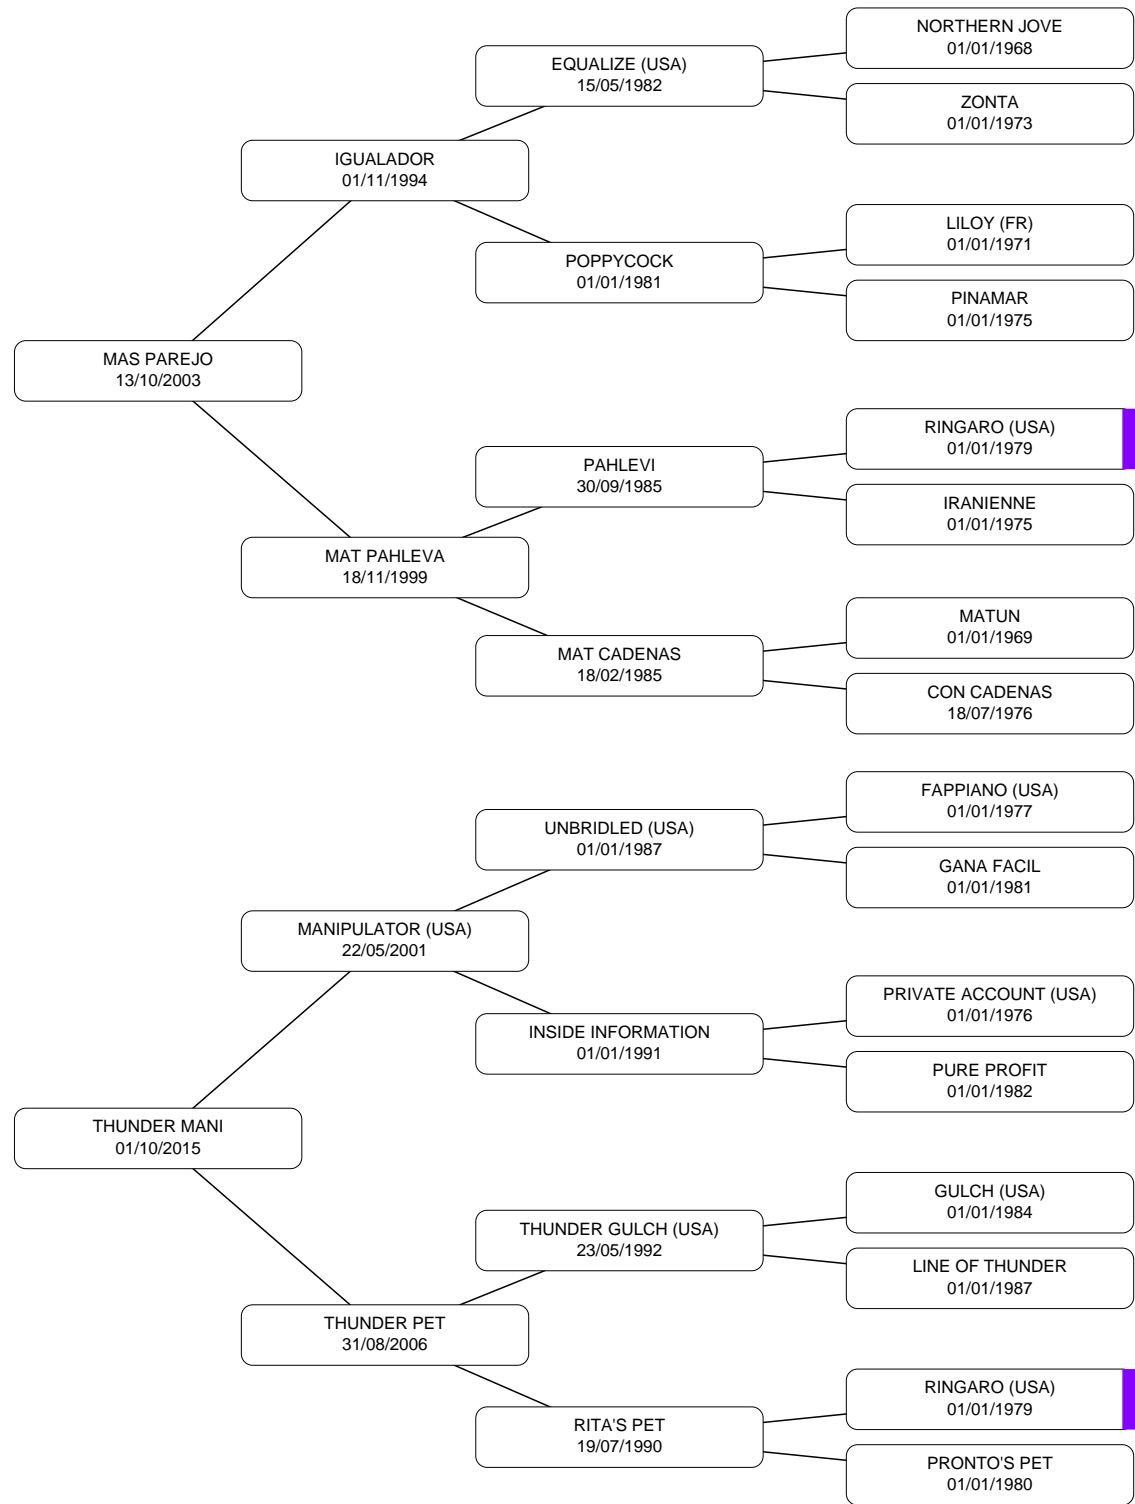 NORTHERN JOVE
01/01/1968
EQUALIZE (USA)
15/05/1982
ZONTA
01/01/1973
IGUALADOR
01/11/1994
LILOY (FR)
01/01/1971
POPPYCOCK
01/01/1981
PINAMAR
01/01/1975
MAS PAREJO
13/10/2003
RINGARO (USA)
01/01/1979
PAHLEVI
30/09/1985
IRANIENNE
01/01/1975
MAT PAHLEVA
18/11/1999
MATUN
01/01/1969
MAT CADENAS
18/02/1985
CON CADENAS
18/07/1976
FAPPIANO (USA)
01/01/1977
UNBRIDLED (USA)
01/01/1987
GANA FACIL
01/01/1981
MANIPULATOR (USA)
22/05/2001
PRIVATE ACCOUNT (USA)
01/01/1976
INSIDE INFORMATION
01/01/1991
PURE PROFIT
01/01/1982
THUNDER MANI
01/10/2015
GULCH (USA)
01/01/1984
THUNDER GULCH (USA)
23/05/1992
LINE OF THUNDER
01/01/1987
THUNDER PET
31/08/2006
RINGARO (USA)
01/01/1979
RITA'S PET
19/07/1990
PRONTO'S PET
01/01/1980